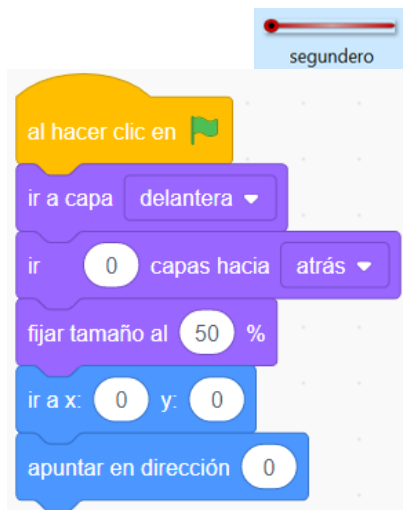 segundero
al hacer clic en
ir a capa delantera
ir 0 capas hacia atrás
fijar tamaño al 50 %
ir a x: 0 y: 0
apuntar en dirección 0